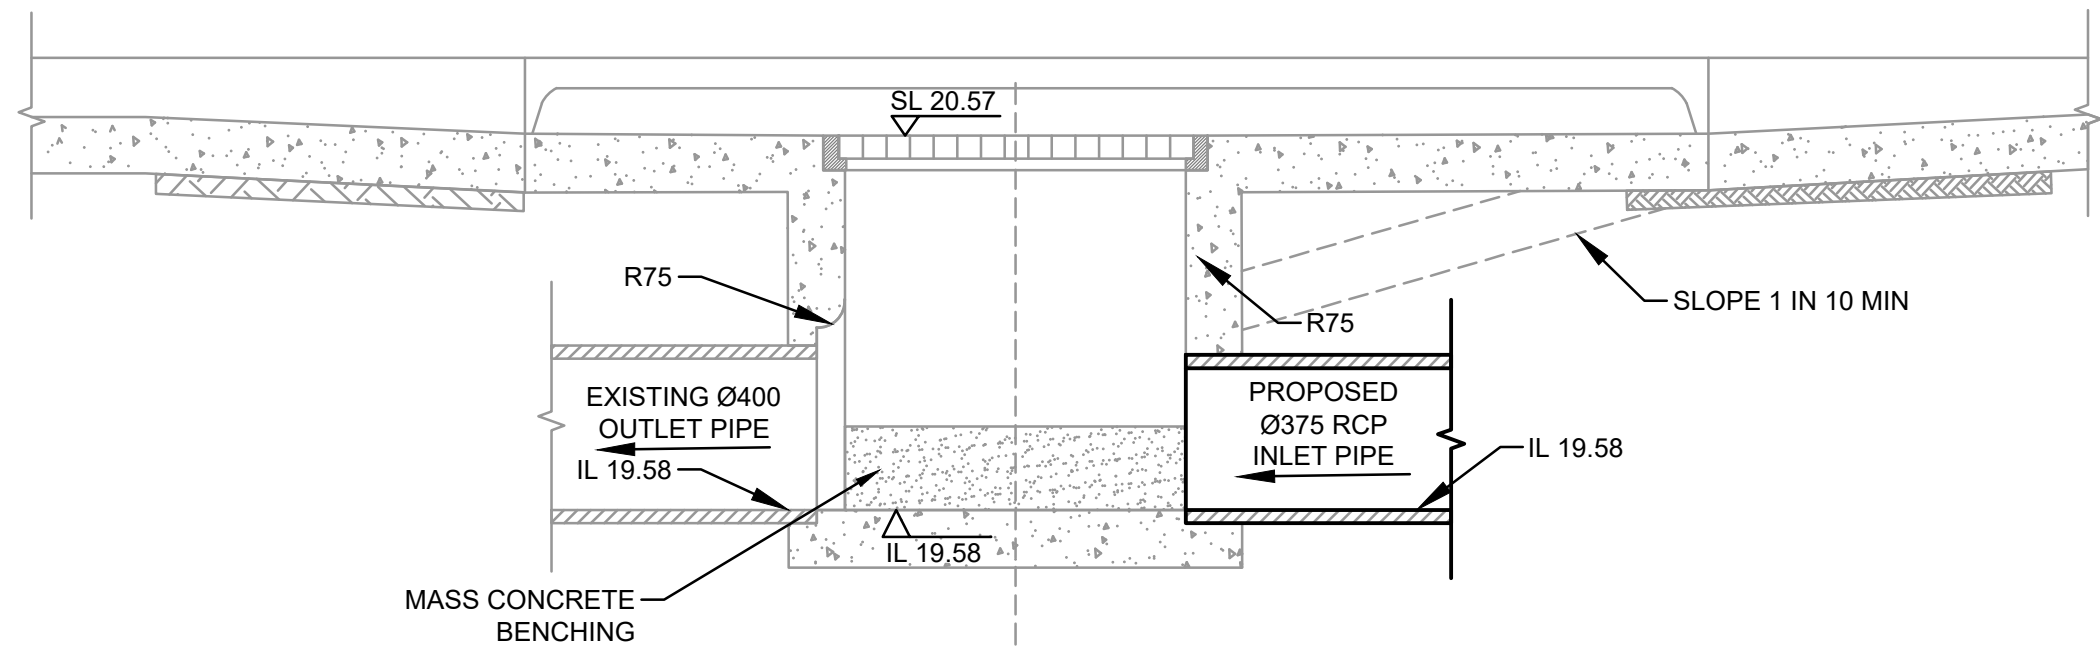 SL 20.57
R75
SLOPE 1 IN 10 MIN
R75
EXISTING Ø400
OUTLET PIPE
IL 19.58
PROPOSED
Ø375 RCP
INLET PIPE
IL 19.58
IL 19.58
MASS CONCRETE
BENCHING